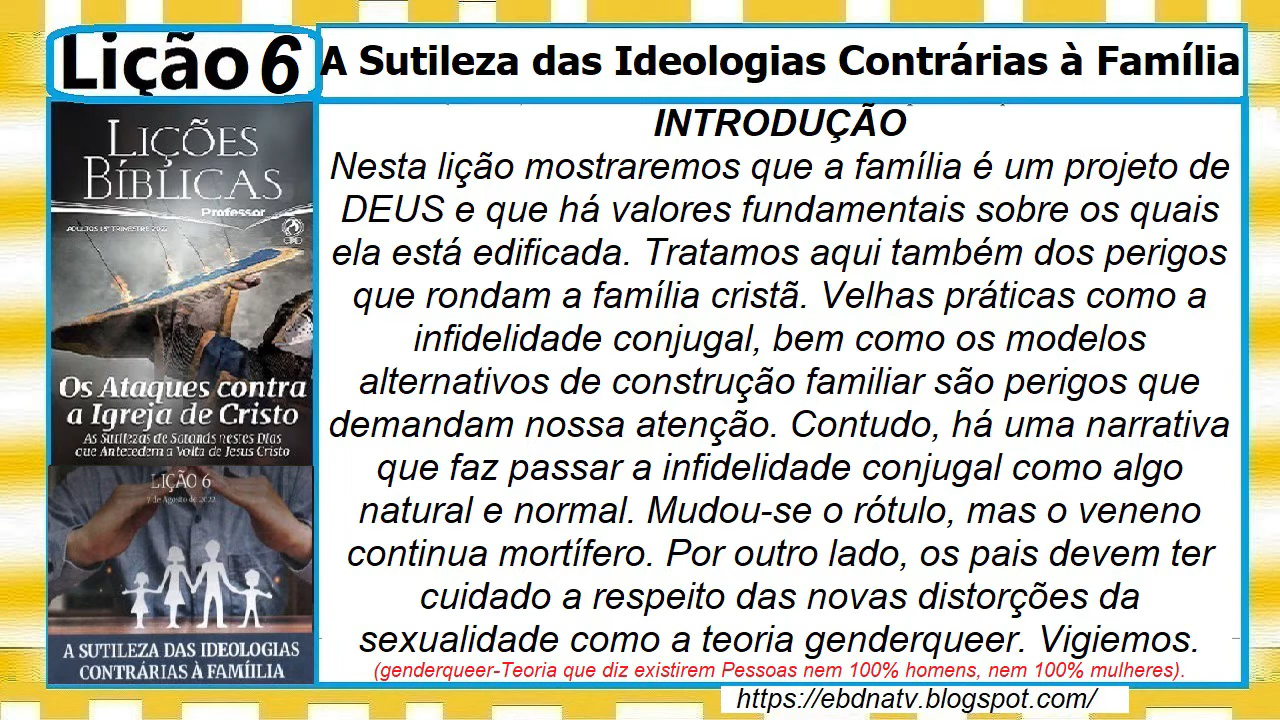 Lição 6
A Sutileza das Ideologias Contrárias à Família
LIÇÕES
BÍBLICAS
Professor
Os Ataques contra
a Igreja de Cristo
As Sutilezas de Satanás nestes Dias
que Antecedem a Volta de Jesus Cristo
LIÇÃO 6
7 de Agosto de 2022
A SUTILEZA DAS IDEOLOGIAS
CONTRÁRIAS À FAMÍLIA
INTRODUÇÃO
Nesta lição mostraremos que a família é um projeto de
DEUS e que há valores fundamentais sobre os quais
ela está edificada. Tratamos aqui também dos perigos
que rondam a família cristã. Velhas práticas como a
infidelidade conjugal, bem como os modelos
alternativos de construção familiar são perigos que
demandam nossa atenção. Contudo, há uma narrativa
que faz passar a infidelidade conjugal como algo
natural e normal. Mudou-se o rótulo, mas o veneno
continua mortífero. Por outro lado, os pais devem ter
cuidado a respeito das novas distorções da
sexualidade como a teoria genderqueer. Vigiemos.
(genderqueer-Teoria que diz existirem Pessoas nem 100% homens, nem 100% mulheres).
https://ebdnatv.blogspot.com/